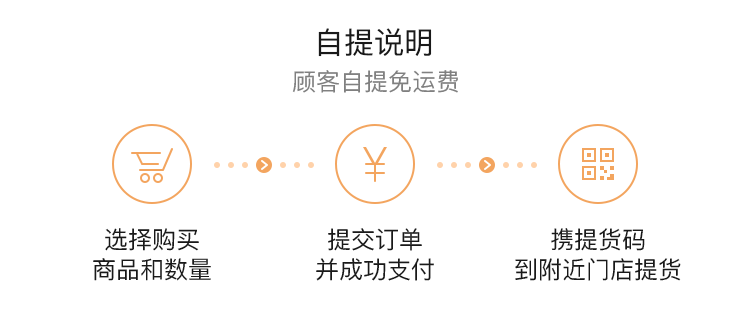 自提说明
顾客自提免运费
¥
选择购买
商品和数量
提交订单
并成功支付
携提货码
到附近门店提货